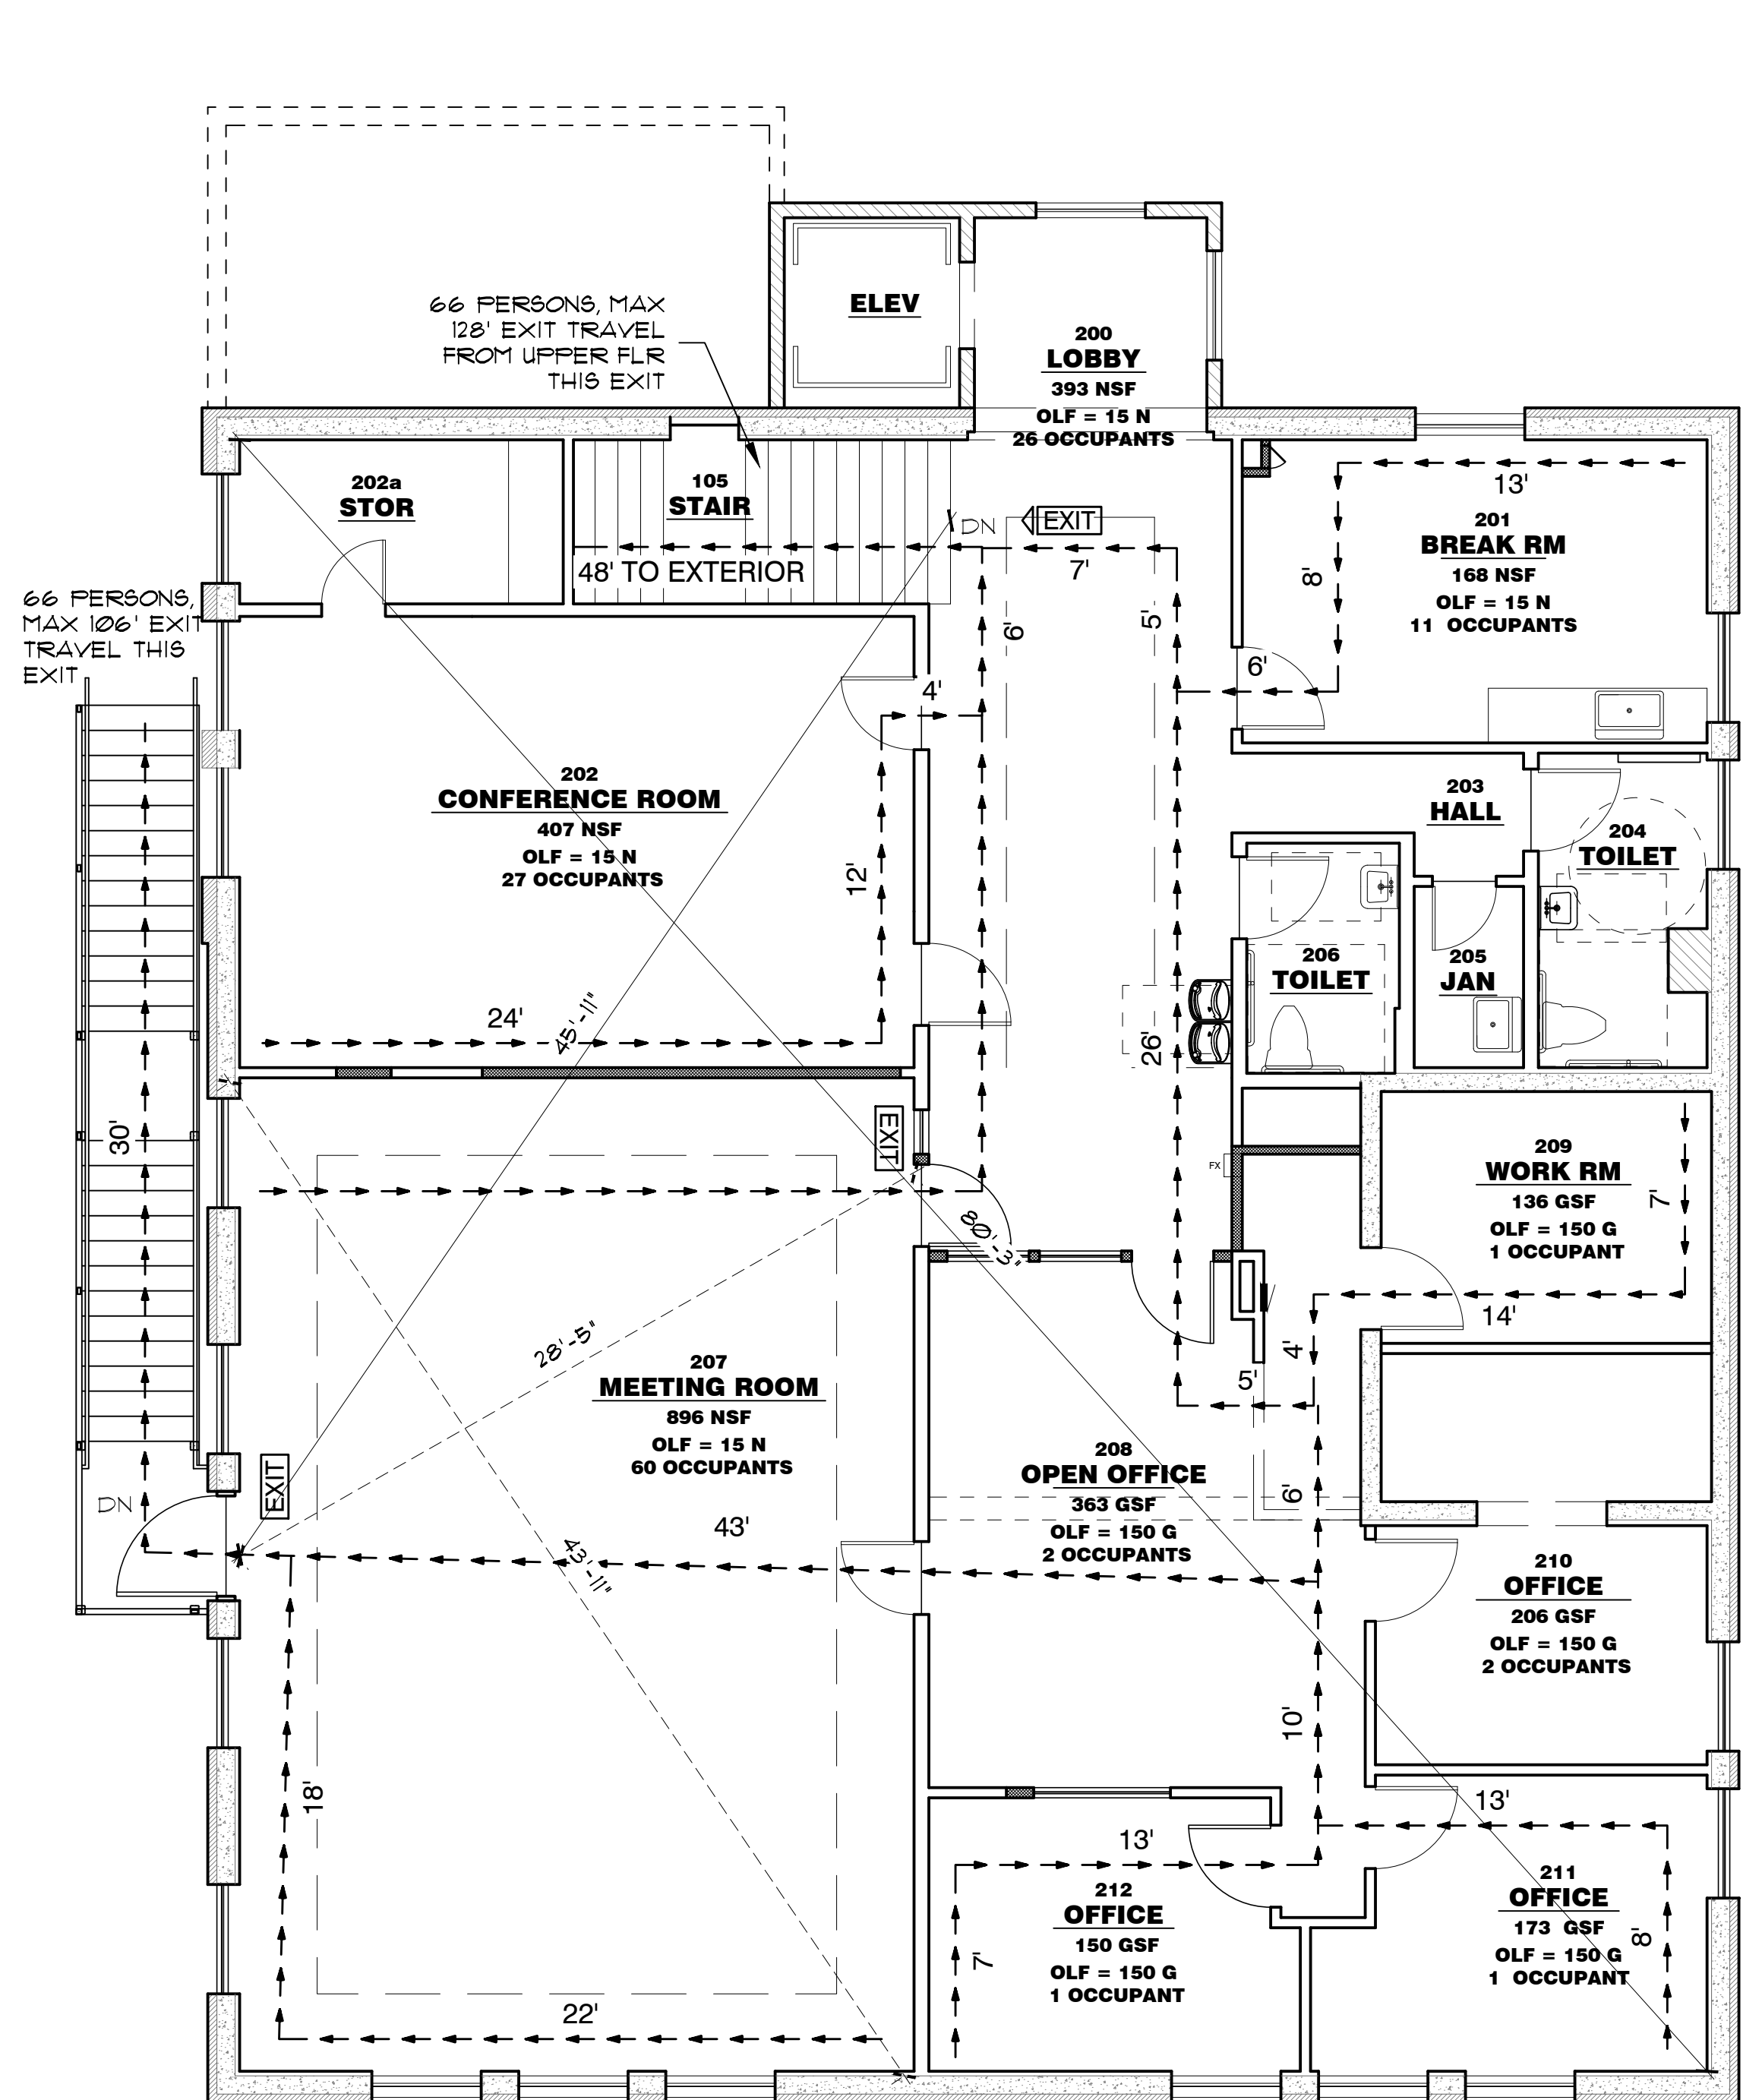 66 PERSONS, MAX
128' EXIT TRAVEL
FROM UPPER FLR
THIS EXIT
ELEV
200
LOBBY
393 NSF
OLF = 15 N
26 OCCUPANTS
202a
STOR
105
STAIR
DN
EXIT
48' TO EXTERIOR
7'
6'
5'
13'
201
BREAK RM
168 NSF
OLF = 15 N
11 OCCUPANTS
8'
6'
66 PERSONS,
MAX 106' EXIT
TRAVEL THIS
EXIT
4'
202
CONFERENCE ROOM
407 NSF
OLF = 15 N
27 OCCUPANTS
12'
24'
45'-11"
203
HALL
204
TOILET
206
TOILET
205
JAN
26'
30'
EXIT
FX
80'-3"
209
WORK RM
136 GSF
OLF = 150 G
1 OCCUPANT
7'
14'
4'
5'
28'-5"
207
MEETING ROOM
896 NSF
OLF = 15 N
60 OCCUPANTS
EXIT
DN
43'
43'-11"
208
OPEN OFFICE
363 GSF
OLF = 150 G
2 OCCUPANTS
6'
210
OFFICE
206 GSF
OLF = 150 G
2 OCCUPANTS
10'
18'
22'
13'
212
OFFICE
150 GSF
OLF = 150 G
1 OCCUPANT
7'
13'
211
OFFICE
173 GSF
OLF = 150 G
1 OCCUPANT
8'